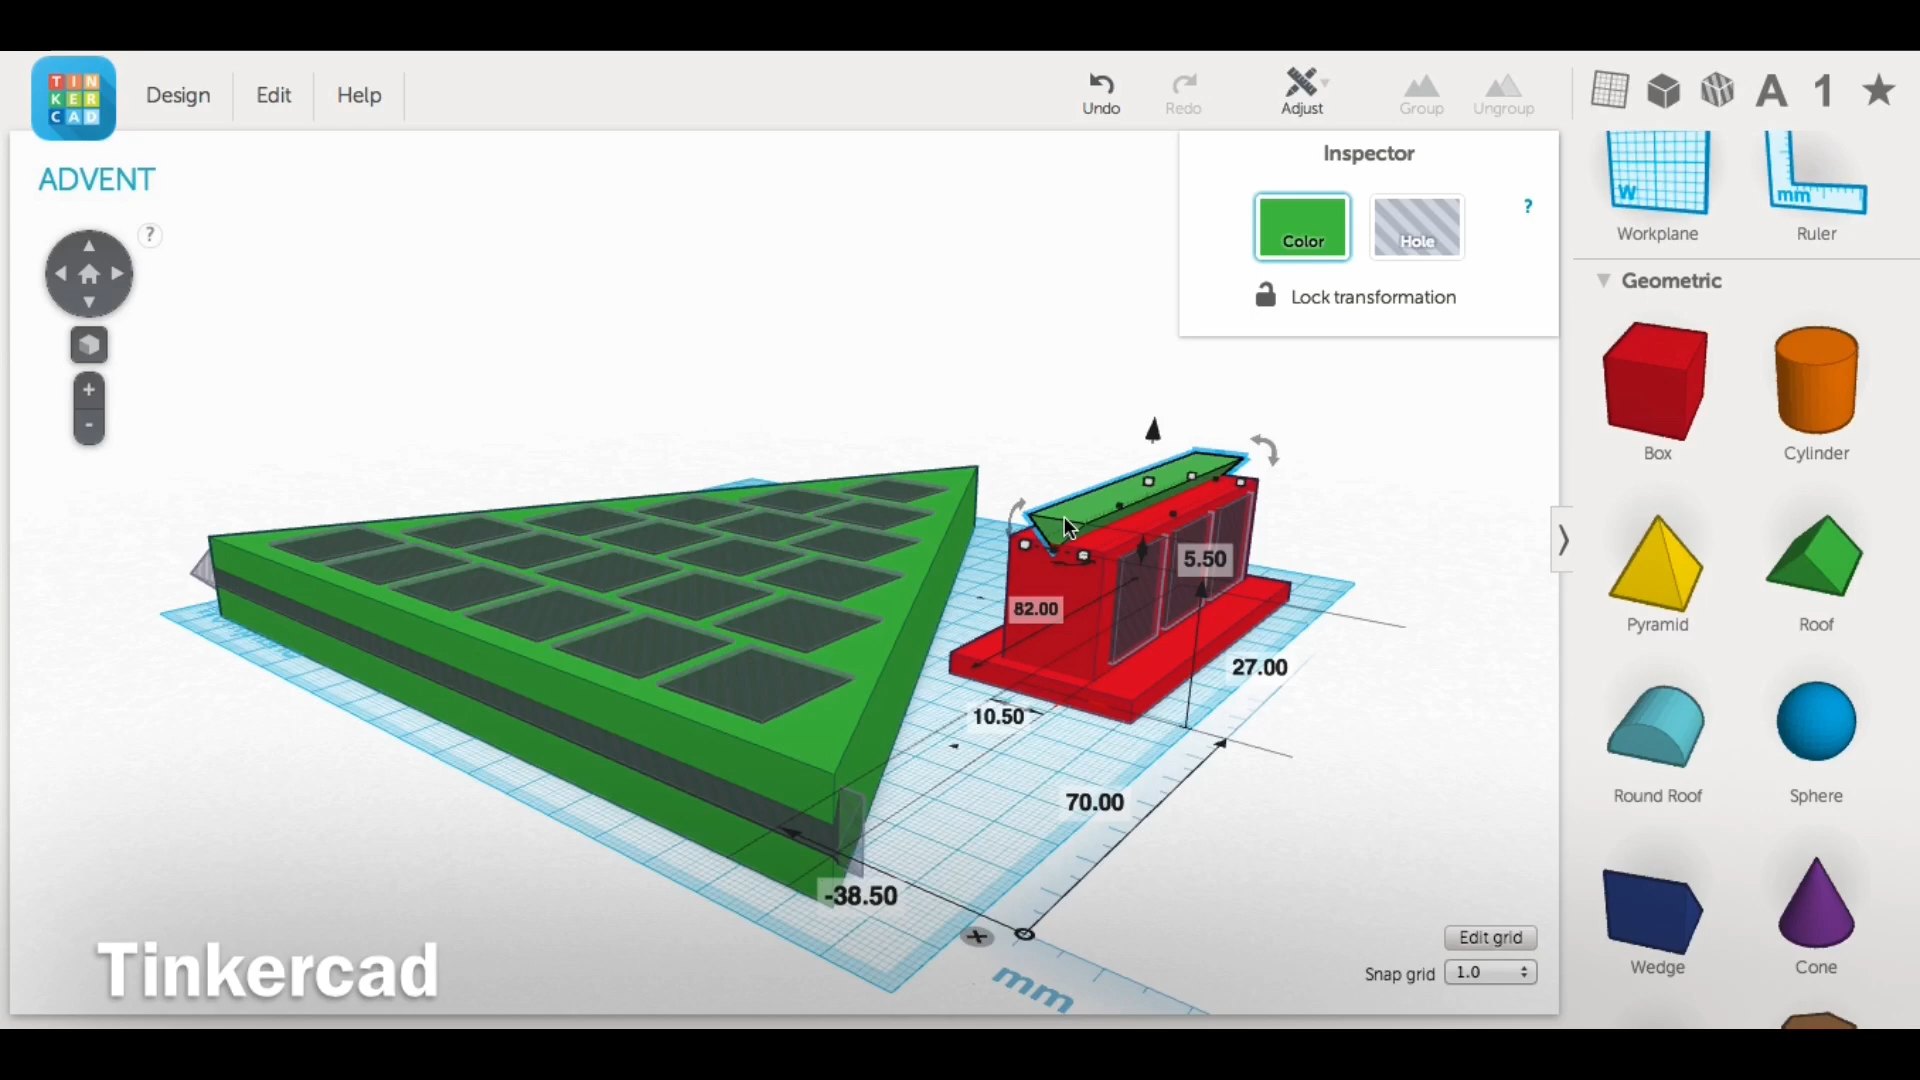 TIN
KER
CAD
Design
Edit
Help
Undo
Redo
Adjust
Group
Ungroup
A
1
ADVENT
?
+
-
Inspector
Color
Hole
?
Lock transformation
W
mm
Workplane
Ruler
Geometric
Box
Cylinder
Pyramid
Roof
Round Roof
Sphere
Wedge
Cone
5.50
82.00
27.00
10.50
70.00
-38.50
mm
Edit grid
Snap grid
1.0
Tinkercad